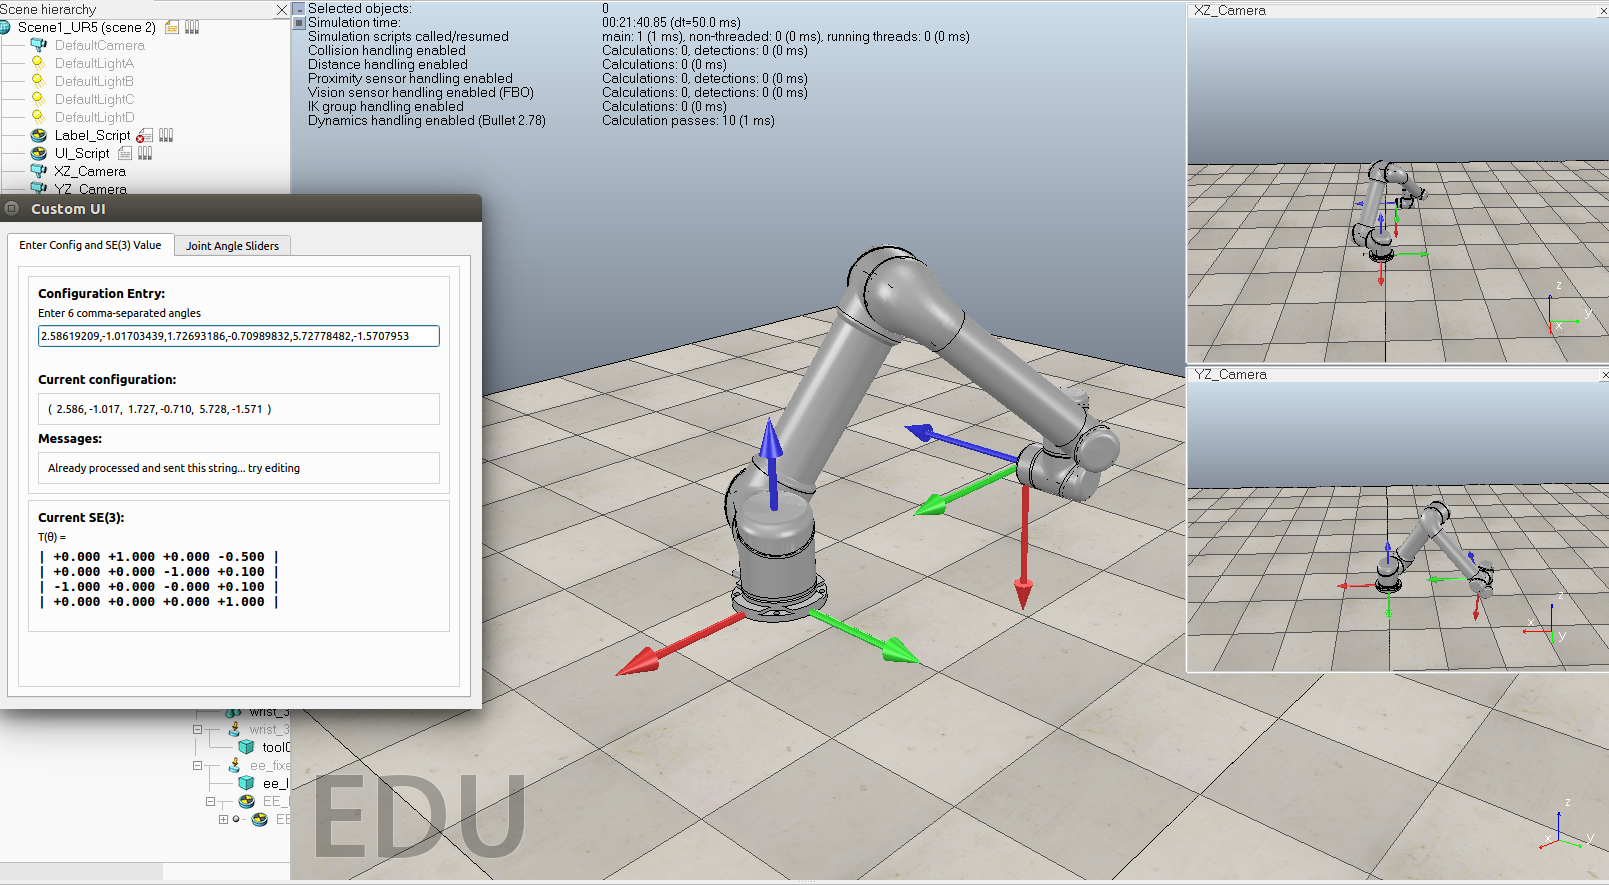 Scene hierarchy
Scene1_UR5 (scene 2)
DefaultCamera
DefaultLightA
DefaultLightB
DefaultLightC
DefaultLightD
Label_Script
UI_Script
XZ_Camera
YZ_Camera
Selected objects: 0
Simulation time: 00:21:40.85 (dt=50.0 ms)
Simulation scripts called/resumed main: 1 (1 ms), non-threaded: 0 (0 ms), running threads: 0 (0 ms)
Collision handling enabled Calculations: 0, detections: 0 (0 ms)
Distance handling enabled Calculations: 0 (0 ms)
Proximity sensor handling enabled Calculations: 0, detections: 0 (0 ms)
Vision sensor handling enabled (FBO) Calculations: 0, detections: 0 (0 ms)
IK group handling enabled Calculations: 0 (0 ms)
Dynamics handling enabled (Bullet 2.78) Calculation passes: 10 (1 ms)
Custom UI
Enter Config and SE(3) Value Joint Angle Sliders
Configuration Entry:
Enter 6 comma-separated angles
2.58619209,-1.01703439,1.72693186,-0.70989832,5.72778482,-1.5707953
Current configuration:
( 2.586, -1.017, 1.727, -0.710, 5.728, -1.571 )
Messages:
Already processed and sent this string... try editing
Current SE(3):
T(θ) =
| +0.000 +1.000 +0.000 -0.500 |
| +0.000 +0.000 -1.000 +0.100 |
| -1.000 +0.000 -0.000 +0.100 |
| +0.000 +0.000 +0.000 +1.000 |
wrist_3
wrist_3
tool0
ee_fixe
ee_l
EE_
EE
EDU
XZ_Camera
z
y
x
YZ_Camera
z
x
y
z
x
y